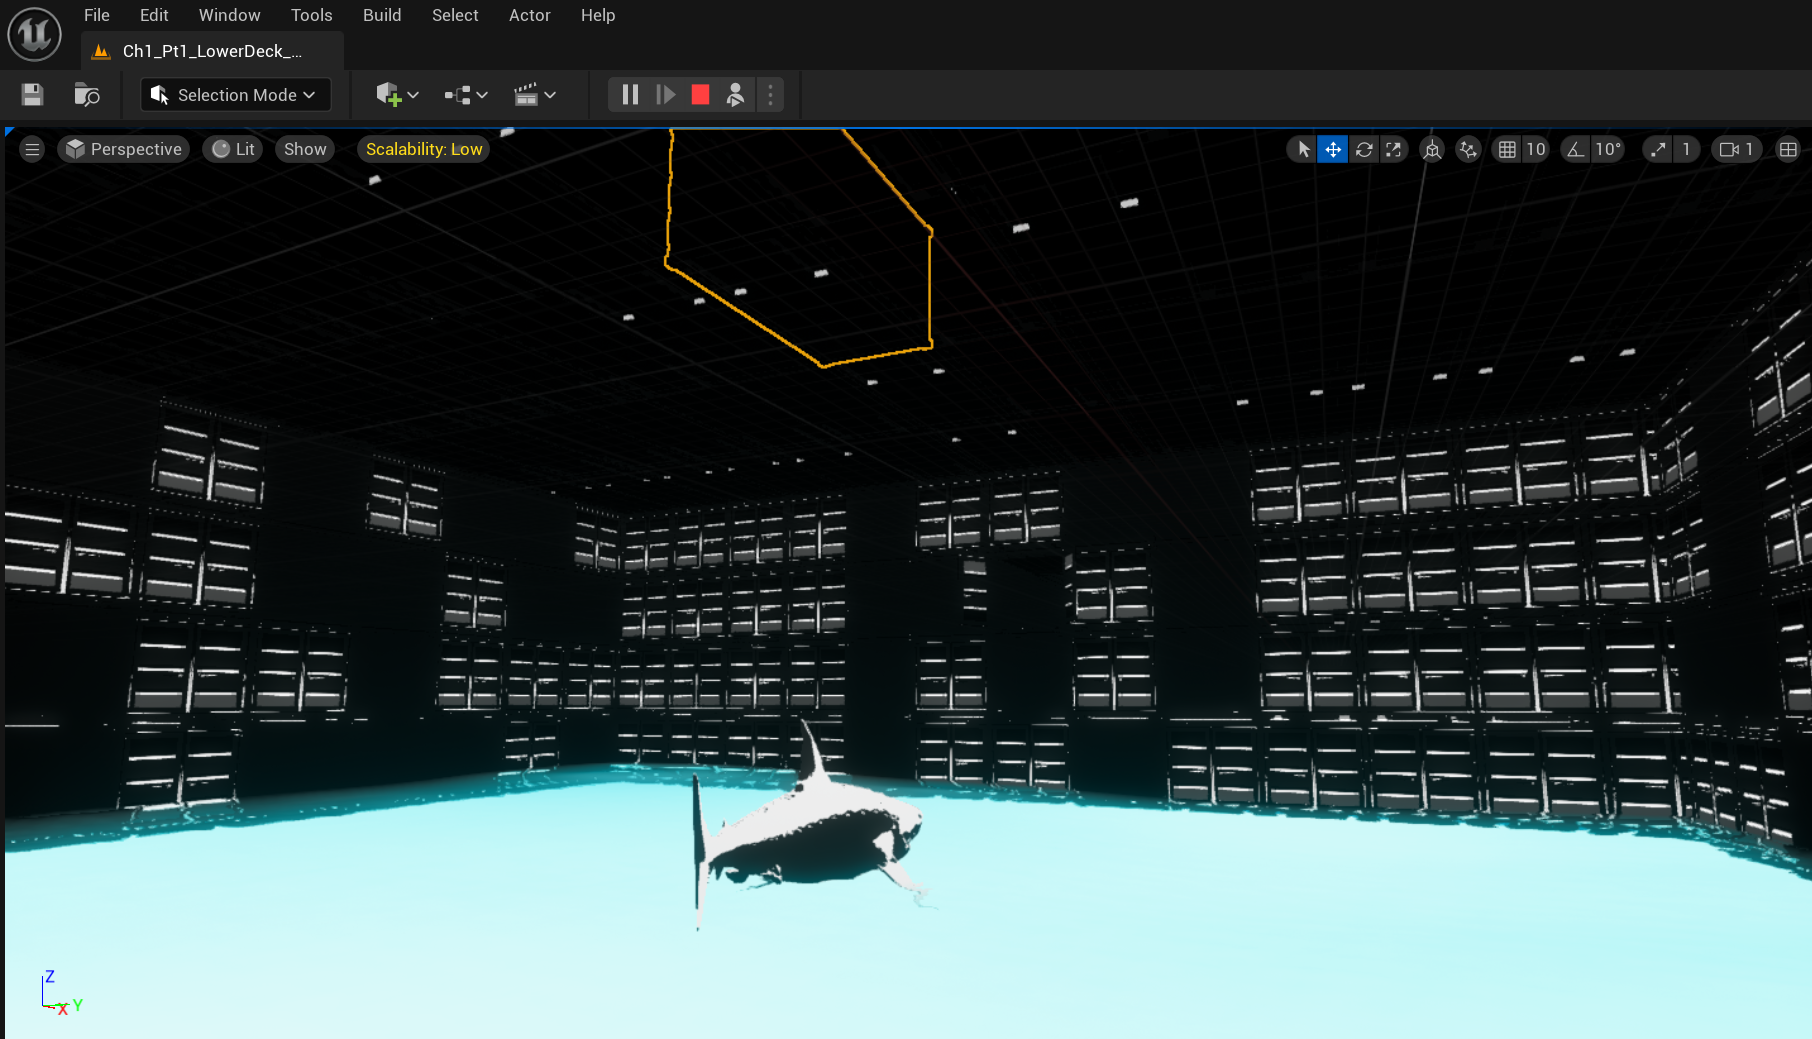 File Edit Window Tools Build Select Actor Help
Ch1_Pt1_LowerDeck_...
Selection Mode
Perspective Lit Show Scalability: Low 10 10° 1 1
Z
X Y